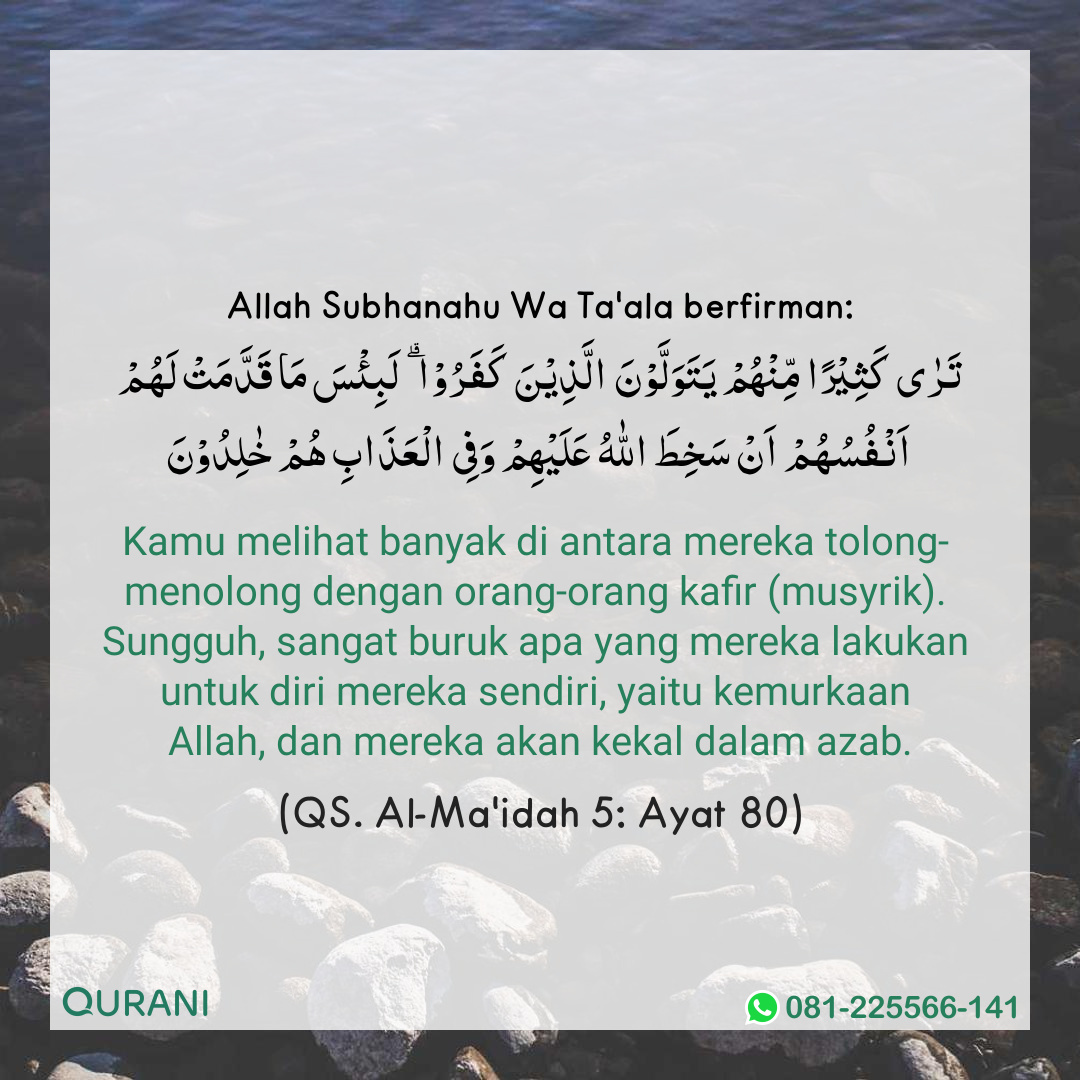 Allah Subhanahu Wa Ta'ala berfirman:
تَرٰى كَثِيْرًا مِّنْهُمْ يَتَوَلَّوْنَ الَّذِيْنَ كَفَرُوْا ۗ لَبِئْسَ مَا قَدَّمَتْ لَهُمْ
اَنْفُسُهُمْ اَنْ سَخِطَ اللّٰهُ عَلَيْهِمْ وَفِى الْعَذَابِ هُمْ خٰلِدُوْنَ
Kamu melihat banyak di antara mereka tolong-
menolong dengan orang-orang kafir (musyrik).
Sungguh, sangat buruk apa yang mereka lakukan
untuk diri mereka sendiri, yaitu kemurkaan
Allah, dan mereka akan kekal dalam azab.
(QS. Al-Ma'idah 5: Ayat 80)
QURANI
081-225566-141